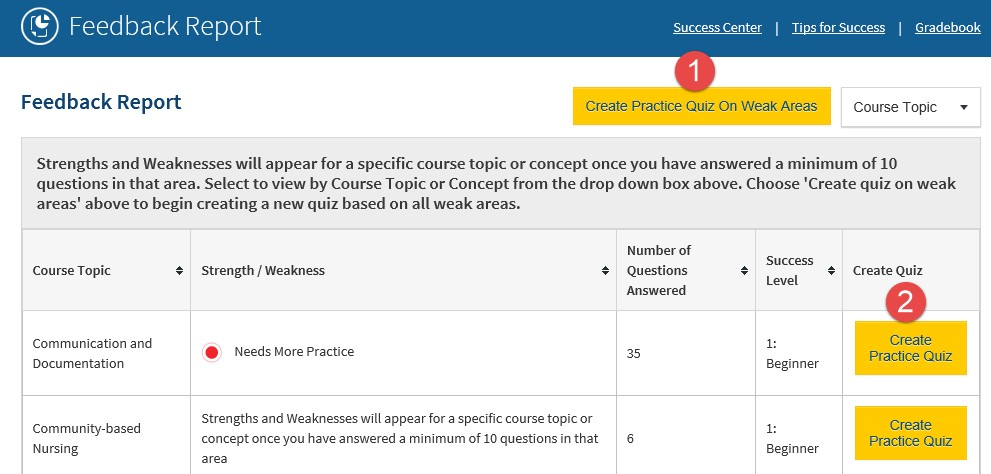 Feedback Report
Success Center | Tips for Success | Gradebook
1
Feedback Report
Create Practice Quiz On Weak Areas
Course Topic
Strengths and Weaknesses will appear for a specific course topic or concept once you have answered a minimum of 10
questions in that area. Select to view by Course Topic or Concept from the drop down box above. Choose 'Create quiz on weak
areas' above to begin creating a new quiz based on all weak areas.
Course Topic
Strength / Weakness
Number of
Questions
Answered
Success
Level
Create Quiz
2
Communication and
Documentation
Needs More Practice
35
1:
Beginner
Create
Practice Quiz
Community-based
Nursing
Strengths and Weaknesses will appear for a specific course topic or
concept once you have answered a minimum of 10 questions in that
area
6
1:
Beginner
Create
Practice Quiz